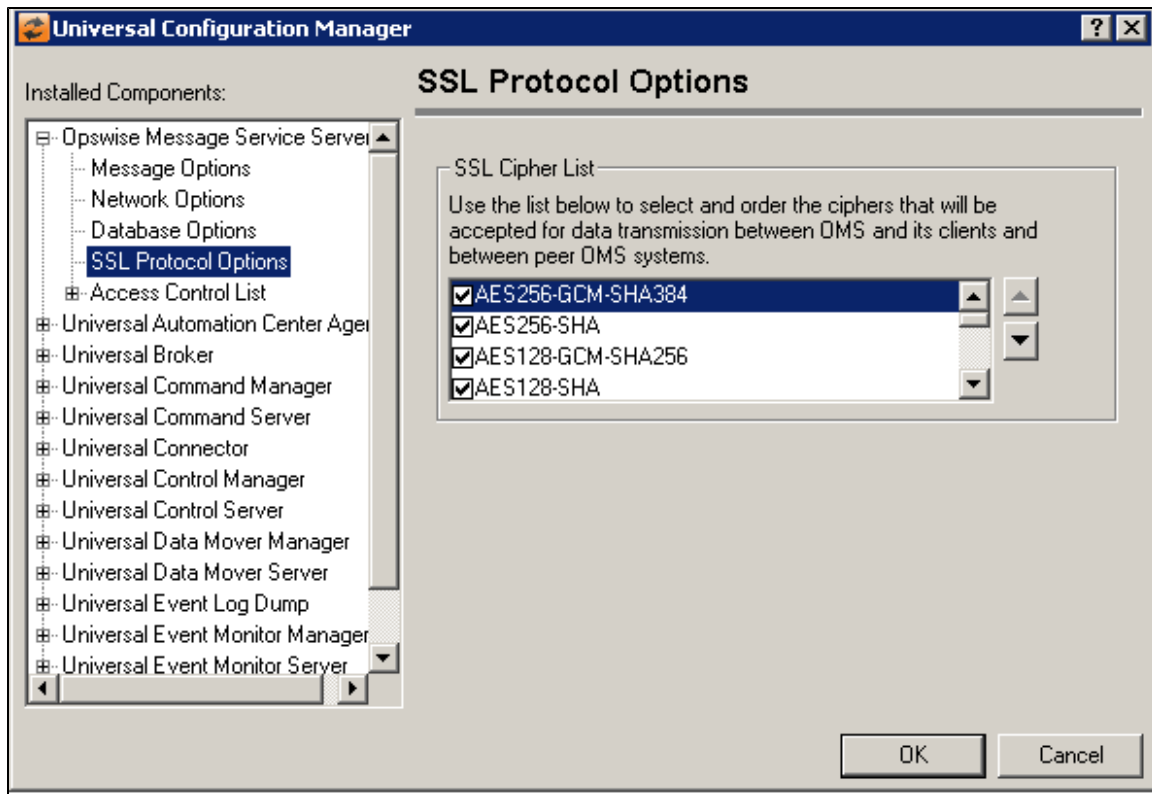 Universal Configuration Manager
Installed Components:
Opswise Message Service Server
Message Options
Network Options
Database Options
SSL Protocol Options
Access Control List
Universal Automation Center Agen
Universal Broker
Universal Command Manager
Universal Command Server
Universal Connector
Universal Control Manager
Universal Control Server
Universal Data Mover Manager
Universal Data Mover Server
Universal Event Log Dump
Universal Event Monitor Manager
Universal Event Monitor Server
SSL Protocol Options
SSL Cipher List
Use the list below to select and order the ciphers that will be
accepted for data transmission between OMS and its clients and
between peer OMS systems.
AES256-GCM-SHA384
AES256-SHA
AES128-GCM-SHA256
AES128-SHA
OK
Cancel